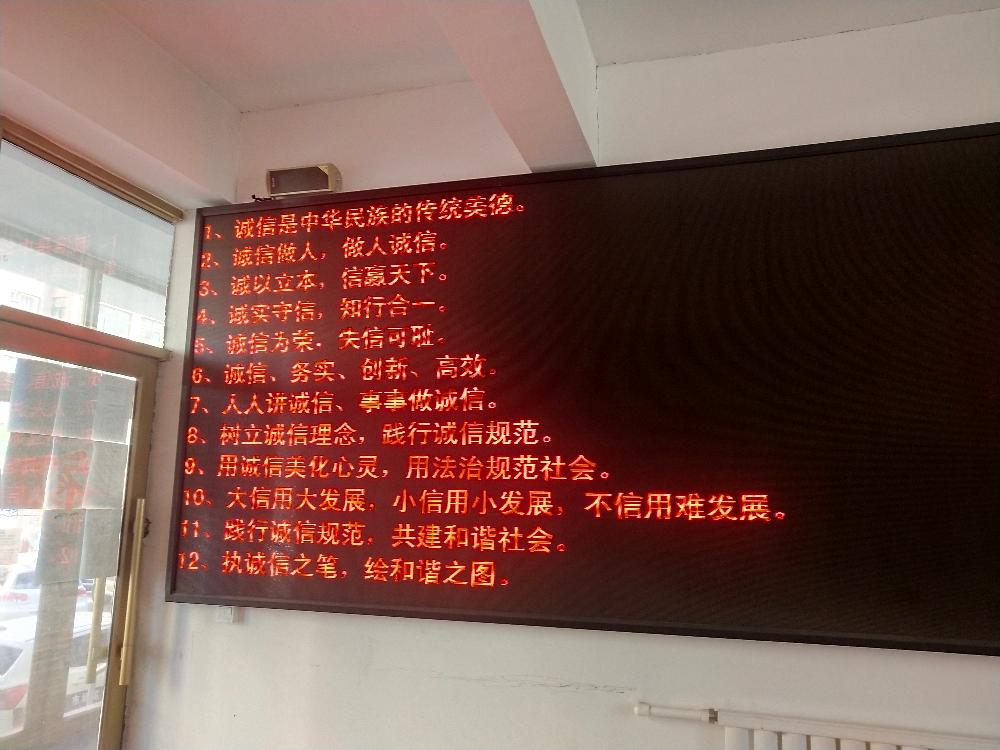 1、诚信是中华民族的传统美德。
2、诚信做人，做人诚信。
3、诚以立本，信赢天下。
4、诚实守信，知行合一。
5、诚信为荣，失信可耻。
6、诚信、务实、创新、高效。
7、人人讲诚信、事事做诚信。
8、树立诚信理念，践行诚信规范。
9、用诚信美化心灵，用法治规范社会。
10、大信用大发展，小信用小发展，不信用难发展。
11、践行诚信规范，共建和谐社会。
12、执诚信之笔，绘和谐之图。